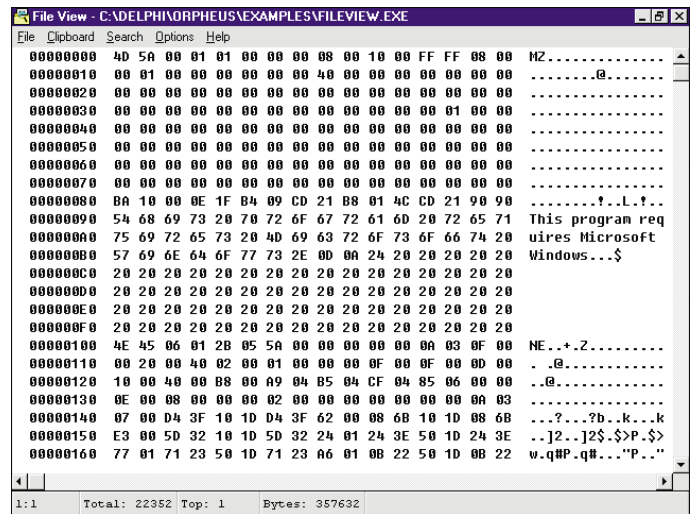 File View - C:\DELPHI\ORPHEUS\EXAMPLES\FILEVIEW.EXE
File Clipboard Search Options Help
00000000 4D 5A 00 01 01 00 00 00 08 00 10 00 FF FF 08 00 MZ..............
00000010 00 01 00 00 00 00 00 00 40 00 00 00 00 00 00 00 ........@.......
00000020 00 00 00 00 00 00 00 00 00 00 00 00 00 00 00 00 ................
00000030 00 00 00 00 00 00 00 00 00 00 00 00 00 01 00 00 ................
00000040 00 00 00 00 00 00 00 00 00 00 00 00 00 00 00 00 ................
00000050 00 00 00 00 00 00 00 00 00 00 00 00 00 00 00 00 ................
00000060 00 00 00 00 00 00 00 00 00 00 00 00 00 00 00 00 ................
00000070 00 00 00 00 00 00 00 00 00 00 00 00 00 00 00 00 ................
00000080 BA 10 00 0E 1F B4 09 CD 21 B8 01 4C CD 21 90 90 ........!..L.!..
00000090 54 68 69 73 20 70 72 6F 67 72 61 6D 20 72 65 71 This program req
000000A0 75 69 72 65 73 20 4D 69 63 72 6F 73 6F 66 74 20 uires Microsoft
000000B0 57 69 6E 64 6F 77 73 2E 0D 0A 24 20 20 20 20 20 Windows...$
000000C0 20 20 20 20 20 20 20 20 20 20 20 20 20 20 20 20
000000D0 20 20 20 20 20 20 20 20 20 20 20 20 20 20 20 20
000000E0 20 20 20 20 20 20 20 20 20 20 20 20 20 20 20 20
000000F0 20 20 20 20 20 20 20 20 20 20 20 20 20 20 20 20
00000100 4E 45 06 01 2B 05 5A 00 00 00 00 00 0A 03 0F 00 NE..+.Z.........
00000110 00 20 00 40 02 00 01 00 00 00 0F 00 0F 00 0D 00 . .@............
00000120 10 00 40 00 B8 00 A9 04 B5 04 CF 04 85 06 00 00 ..@.............
00000130 0E 00 08 00 00 00 02 00 00 00 00 00 00 00 0A 03 ................
00000140 07 00 D4 3F 10 1D D4 3F 62 00 08 6B 10 1D 08 6B ...?...?b..k...k
00000150 E3 00 5D 32 10 1D 5D 32 24 01 24 3E 50 1D 24 3E ..]2..]2$.$>P.$>
00000160 77 01 71 23 50 1D 71 23 A6 01 0B 22 50 1D 0B 22 w.q#P.q#..."P.."
1:1 Total: 22352 Top: 1 Bytes: 357632